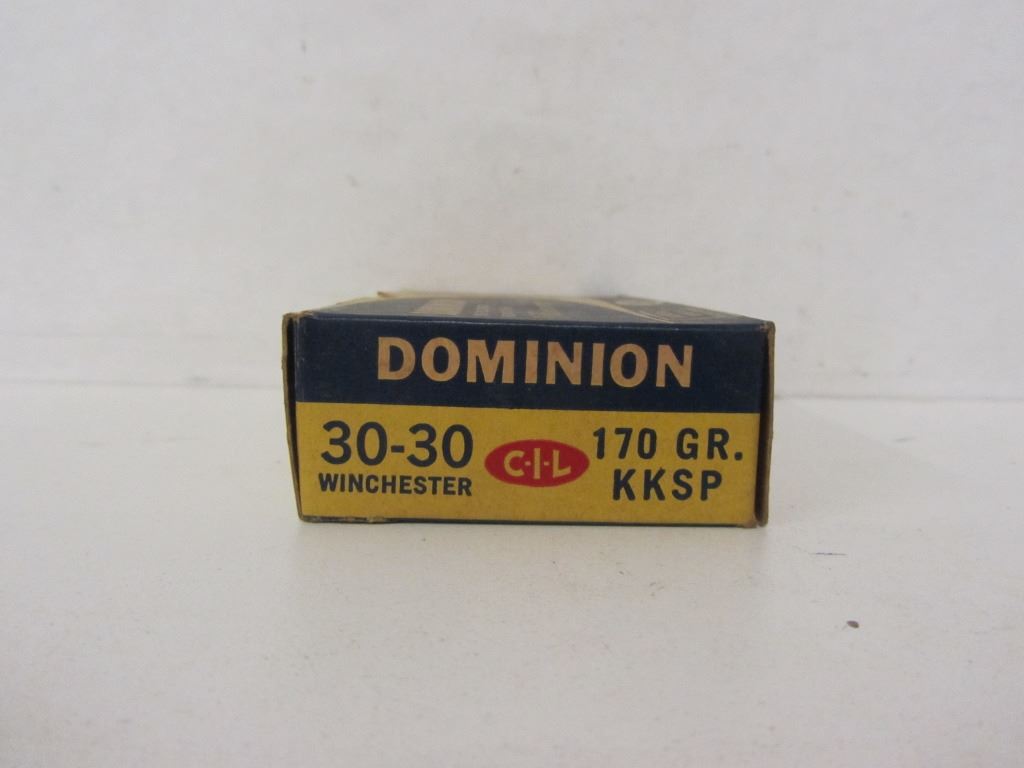 DOMINION
30-30
WINCHESTER
C-I-L
170 GR.
KKSP